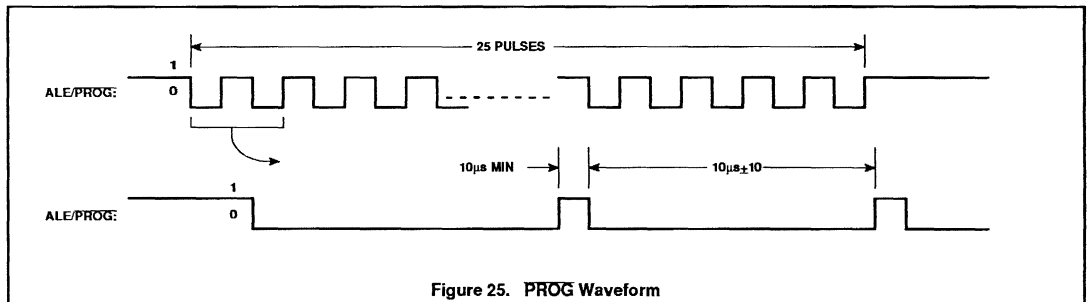 25 PULSES
1
ALE/PROG:
0
10µs MIN
10µs±10
1
ALE/PROG:
0
Figure 25. PROG Waveform